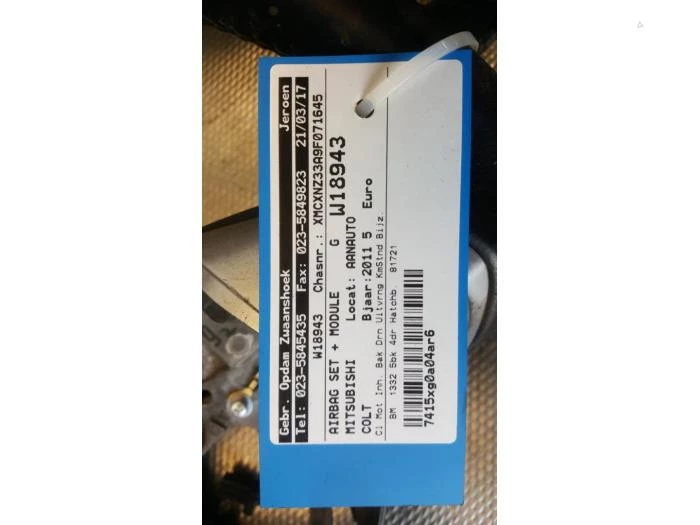 Gebr. Opdam Zwaanshoek Jeroen
Tel: 023-5845435 Fax: 023-5849823 21/03/17
W18943 Chasnr.: XMCXNZ33A9F071645
AIRBAG SET + MODULE G W18943
MITSUBISHI Locat: AANAUTO
COLT Bjaar:2011 5 Euro
Cl Mot Inh. Bak Drn Uitvrng KmStnd Bijz.
BM 1332 5bk 4dr Hatchb. 81721
7415xg0a04ar6